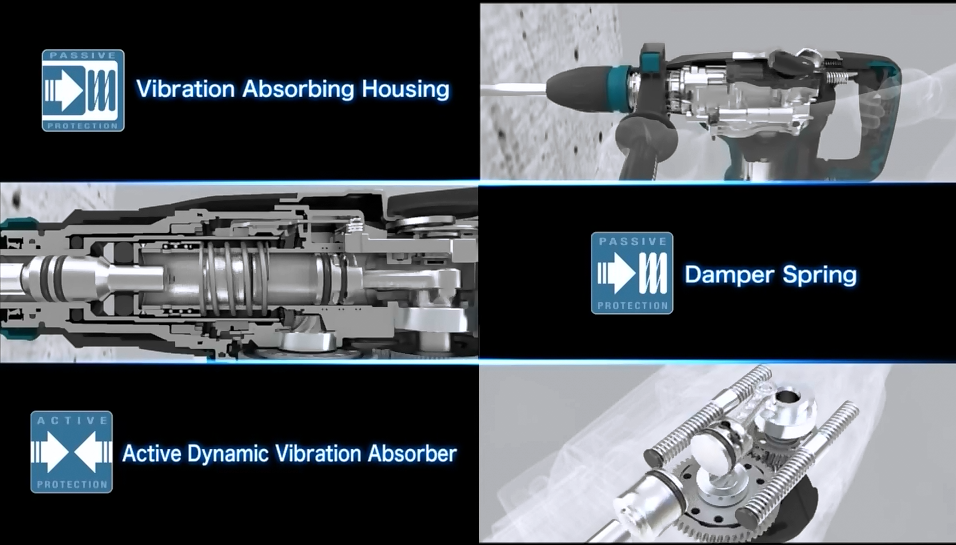 PASSIVE
PROTECTION
Vibration Absorbing Housing
PASSIVE
PROTECTION
Damper Spring
ACTIVE
PROTECTION
Active Dynamic Vibration Absorber